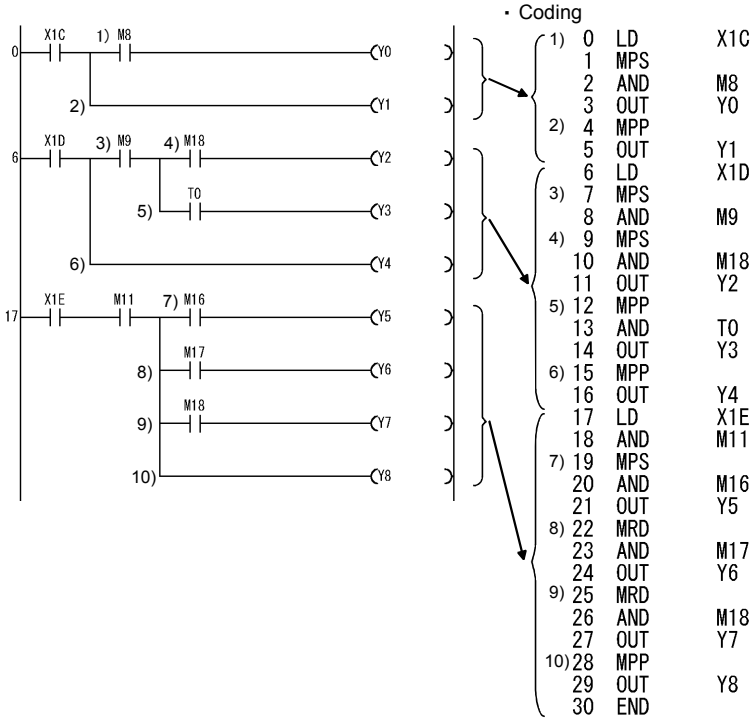 · Coding
0 X1C 1) M8 Y0
2) Y1
6 X1D 3) M9 4) M18 Y2
5) T0 Y3
6) Y4
17 X1E M11 7) M16 Y5
8) M17 Y6
9) M18 Y7
10) Y8
1) 0 LD X1C
1 MPS
2 AND M8
3 OUT Y0
2) 4 MPP
5 OUT Y1
6 LD X1D
3) 7 MPS
8 AND M9
4) 9 MPS
10 AND M18
11 OUT Y2
5) 12 MPP
13 AND T0
14 OUT Y3
6) 15 MPP
16 OUT Y4
17 LD X1E
18 AND M11
7) 19 MPS
20 AND M16
21 OUT Y5
8) 22 MRD
23 AND M17
24 OUT Y6
9) 25 MRD
26 AND M18
27 OUT Y7
10) 28 MPP
29 OUT Y8
30 END